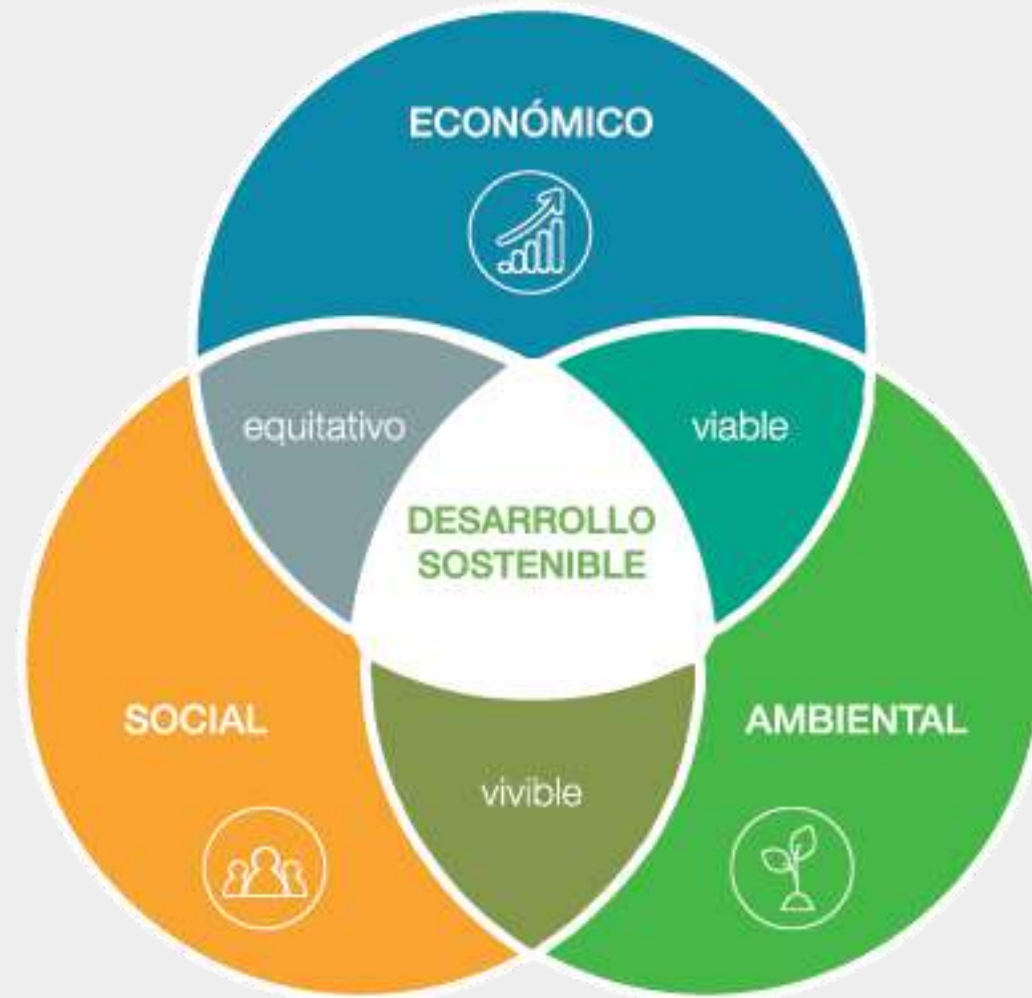 ECONÓMICO
equitativo
viable
DESARROLLO
SOSTENIBLE
SOCIAL
AMBIENTAL
vivible